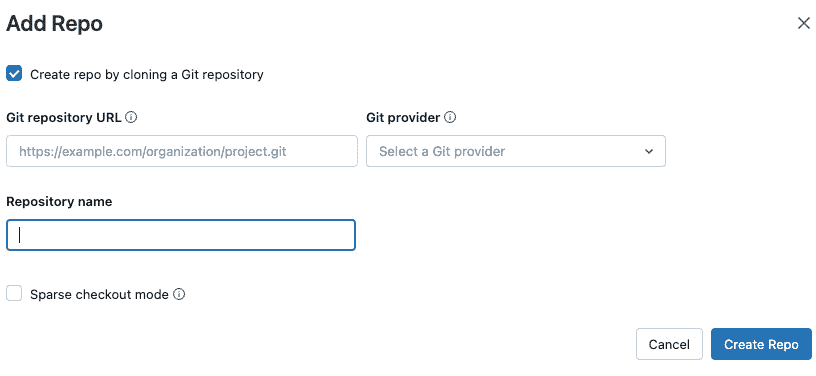 Add Repo
Create repo by cloning a Git repository
Git repository URL
Git provider
https://example.com/organization/project.git
Select a Git provider
Repository name
Sparse checkout mode
Cancel
Create Repo